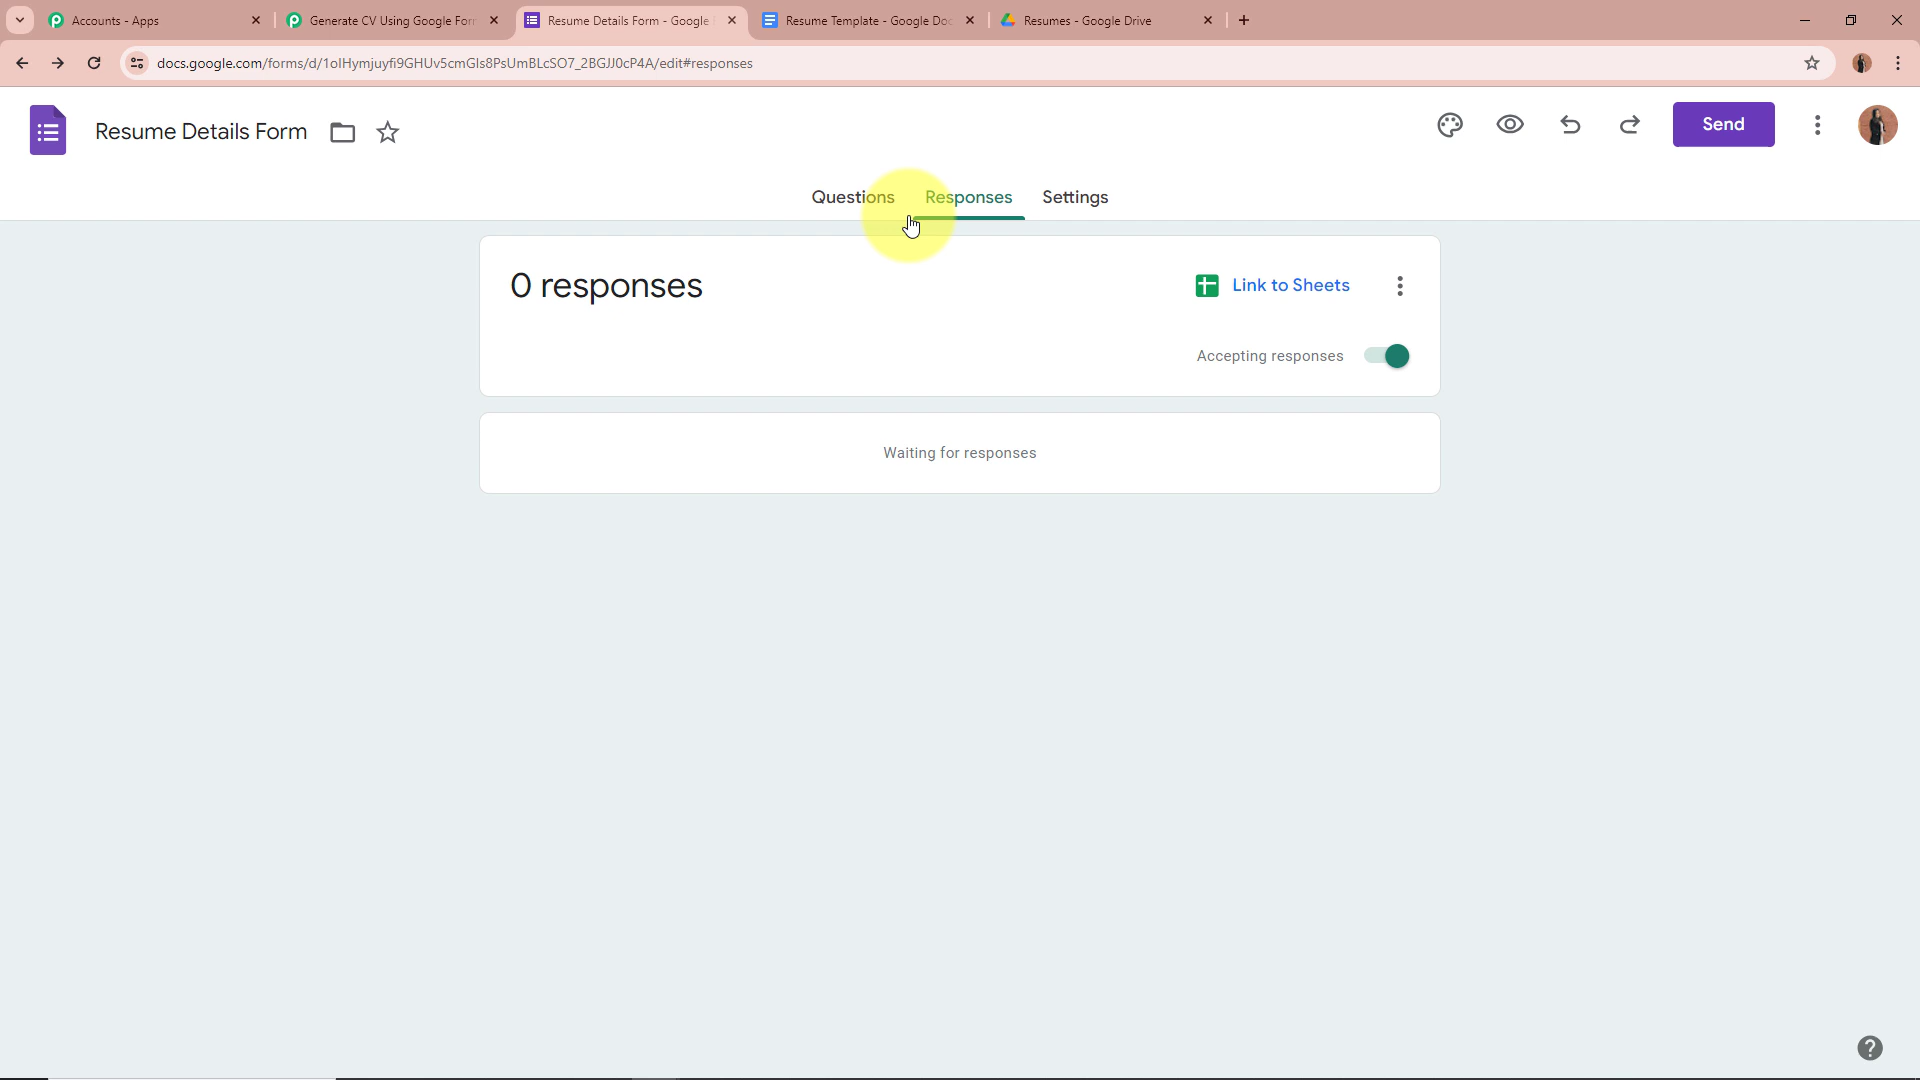 Accounts - Apps
Generate CV Using Google For
Resume Details Form - Google
Resume Template - Google Doc
Resumes - Google Drive
docs.google.com/forms/d/1olHymjuyfi9GHUv5cmGls8PsUmBLcSO7_2BGJJ0cP4A/edit#responses
Resume Details Form
Send
Questions
Responses
Settings
0 responses
Link to Sheets
Accepting responses
Waiting for responses